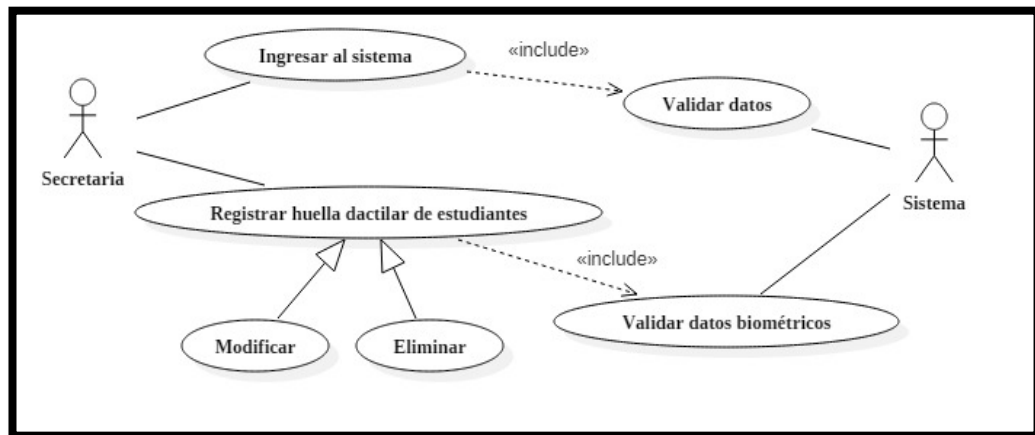 Ingresar al sistema
«include»
Validar datos
Secretaria
Sistema
Registrar huella dactilar de estudiantes
«include»
Validar datos biométricos
Modificar
Eliminar